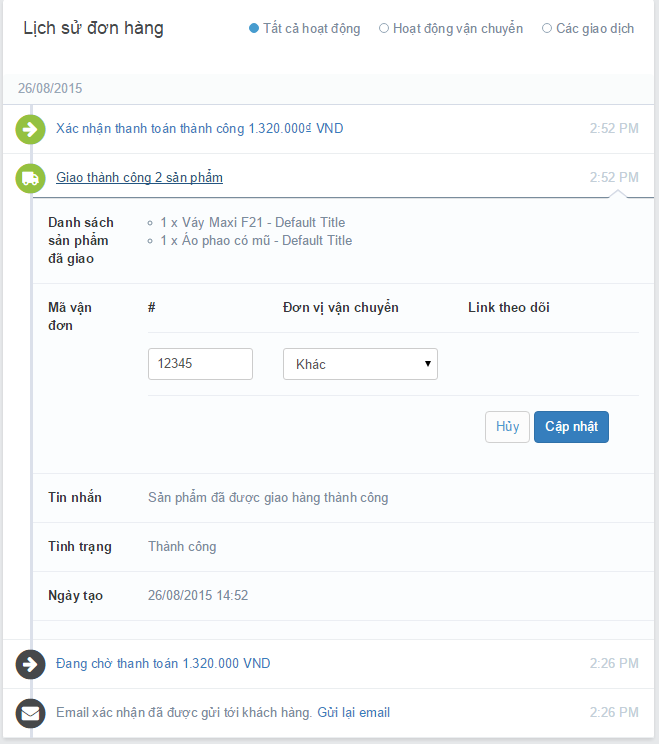 Lịch sử đơn hàng
Tất cả hoạt động Hoạt động vận chuyển Các giao dịch
26/08/2015
Xác nhận thanh toán thành công 1.320.000₫ VND 2:52 PM
Giao thành công 2 sản phẩm 2:52 PM
Danh sách sản phẩm đã giao
1 x Váy Maxi F21 - Default Title
1 x Áo phao có mũ - Default Title
Mã vận đơn
# Đơn vị vận chuyển Link theo dõi
12345 Khác
Hủy Cập nhật
Tin nhắn Sản phẩm đã được giao hàng thành công
Tình trạng Thành công
Ngày tạo 26/08/2015 14:52
Đang chờ thanh toán 1.320.000 VND 2:26 PM
Email xác nhận đã được gửi tới khách hàng. Gửi lại email 2:26 PM